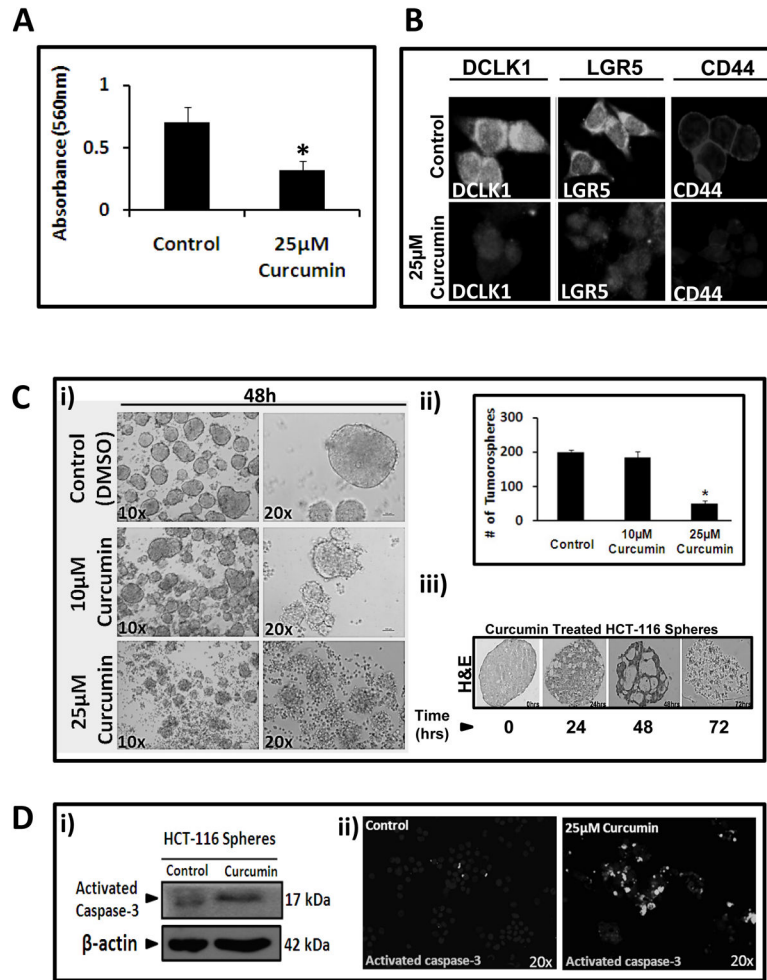 A
Absorbance (560nm)
1
0.5
0
*
Control
25µM
Curcumin
B
DCLK1 LGR5 CD44
Control
DCLK1 LGR5 CD44
25µM
Curcumin
DCLK1 LGR5 CD44
C
i)
48h
Control
(DMSO)
10x 20x
10µM
Curcumin
10x 20x
25µM
Curcumin
10x 20x
ii)
# of Tumorospheres
300
200
100
0
*
Control
10µM
Curcumin
25µM
Curcumin
iii)
Curcumin Treated HCT-116 Spheres
H&E
0hrs 24hrs 48hrs 72hrs
Time
(hrs)
0 24 48 72
D
i)
HCT-116 Spheres
Control Curcumin
Activated
Caspase-3
17 kDa
β-actin
42 kDa
ii)
Control
Activated caspase-3 20x
25µM Curcumin
Activated caspase-3 20x